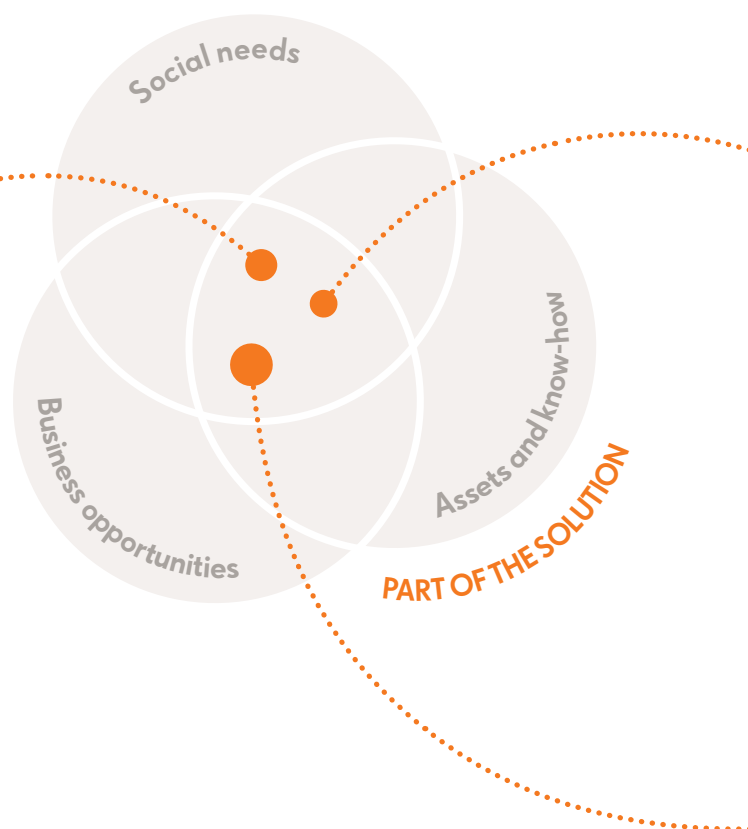 Social needs
Assets and know-how
Business opportunities
PART OF THE SOLUTION